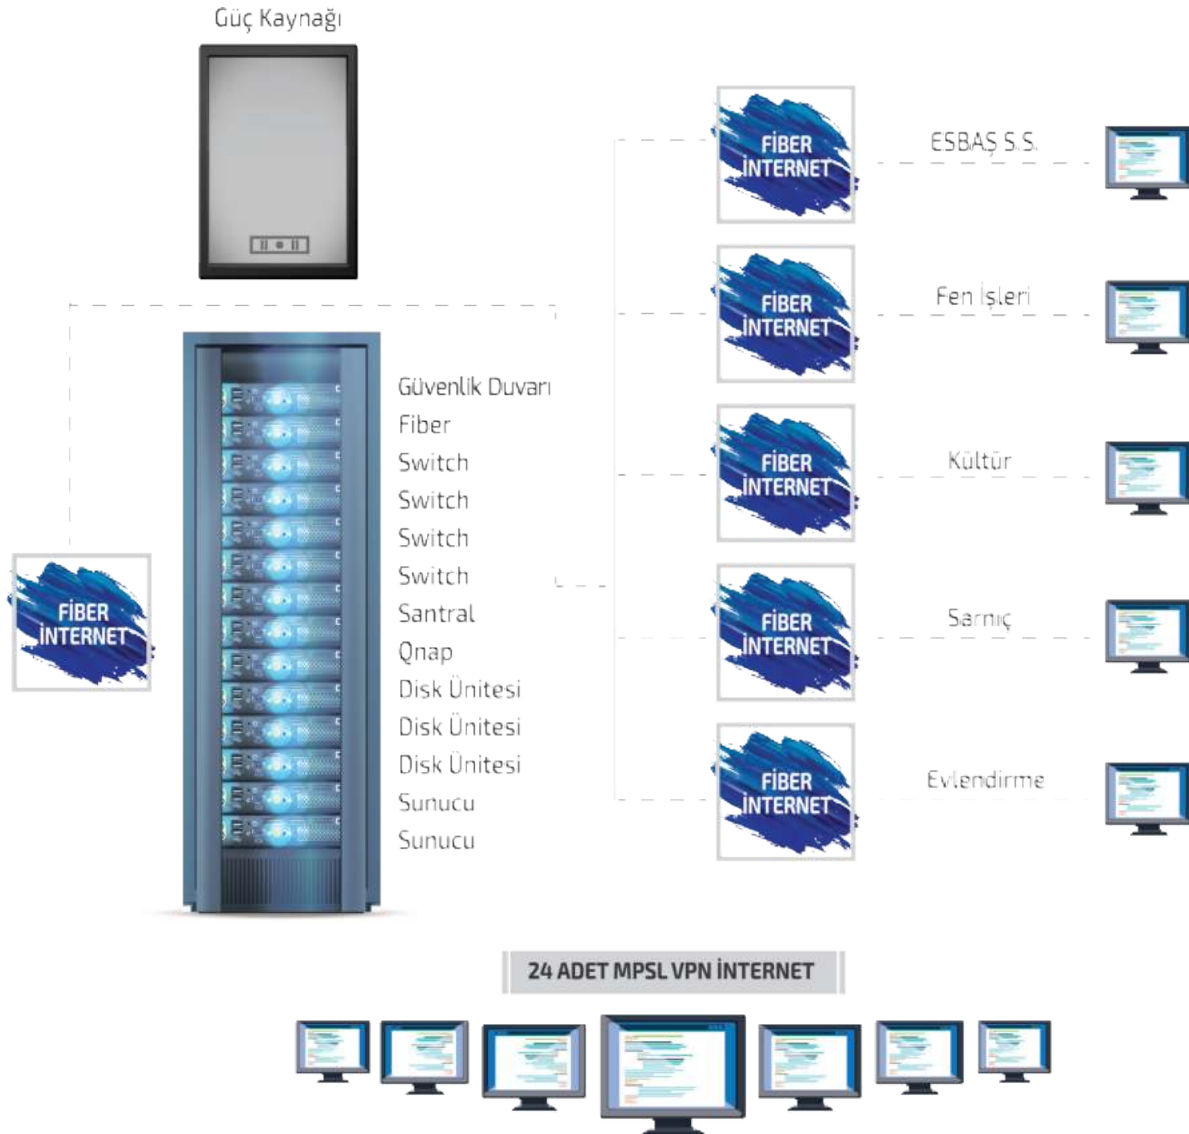 Güç Kaynağı
FİBER
İNTERNET
Güvenlik Duvarı
Fiber
Switch
Switch
Switch
Switch
Santral
Qnap
Disk Ünitesi
Disk Ünitesi
Disk Ünitesi
Sunucu
Sunucu
FİBER
İNTERNET
ESBAŞ S.S.
FİBER
İNTERNET
Fen İşleri
FİBER
İNTERNET
Kültür
FİBER
İNTERNET
Sarnıç
FİBER
İNTERNET
Evlendirme
24 ADET MPSL VPN İNTERNET